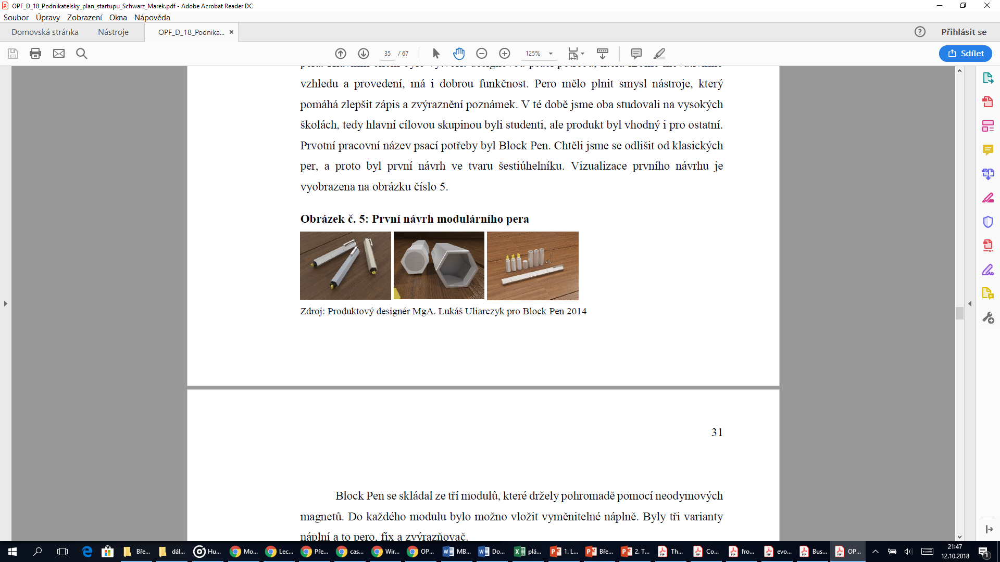 OPF_D_18_Podnikatelsky_plan_startupu_Schwarz_Marek.pdf - Adobe Acrobat Reader DC
Soubor Úpravy Zobrazení Okna Nápověda
Domovská stránka Nástroje OPF_D_18_Podnika... Přihlásit se
35 / 67 125% Sdílet
vzhledu a provedení, má i dobrou funkčnost. Pero mělo plnit smysl nástroje, který
pomáhá zlepšit zápis a zvýraznění poznámek. V té době jsme oba studovali na vysokých
školách, tedy hlavní cílovou skupinou byli studenti, ale produkt byl vhodný i pro ostatní.
Prvotní pracovní název psací potřeby byl Block Pen. Chtěli jsme se odlišit od klasických
per, a proto byl první návrh ve tvaru šestiúhelníku. Vizualizace prvního návrhu je
vyobrazena na obrázku číslo 5.
Obrázek č. 5: První návrh modulárního pera
Zdroj: Produktový designér MgA. Lukáš Uliarczyk pro Block Pen 2014
31
Block Pen se skládal ze tří modulů, které držely pohromadě pomocí neodymových
magnetů. Do každého modulu bylo možno vložit vyměnitelné náplně. Byly tři varianty
náplní a to pero, fix a zvýrazňovač.
Bře... dál... Hu... Mo... Lec... Pře... cas... Wir... OP... MB... Do... plá... 1. L... Bře... 2. T... Th... Co... fro... evo... Bus... OP... 21:47
12.10.2018 1